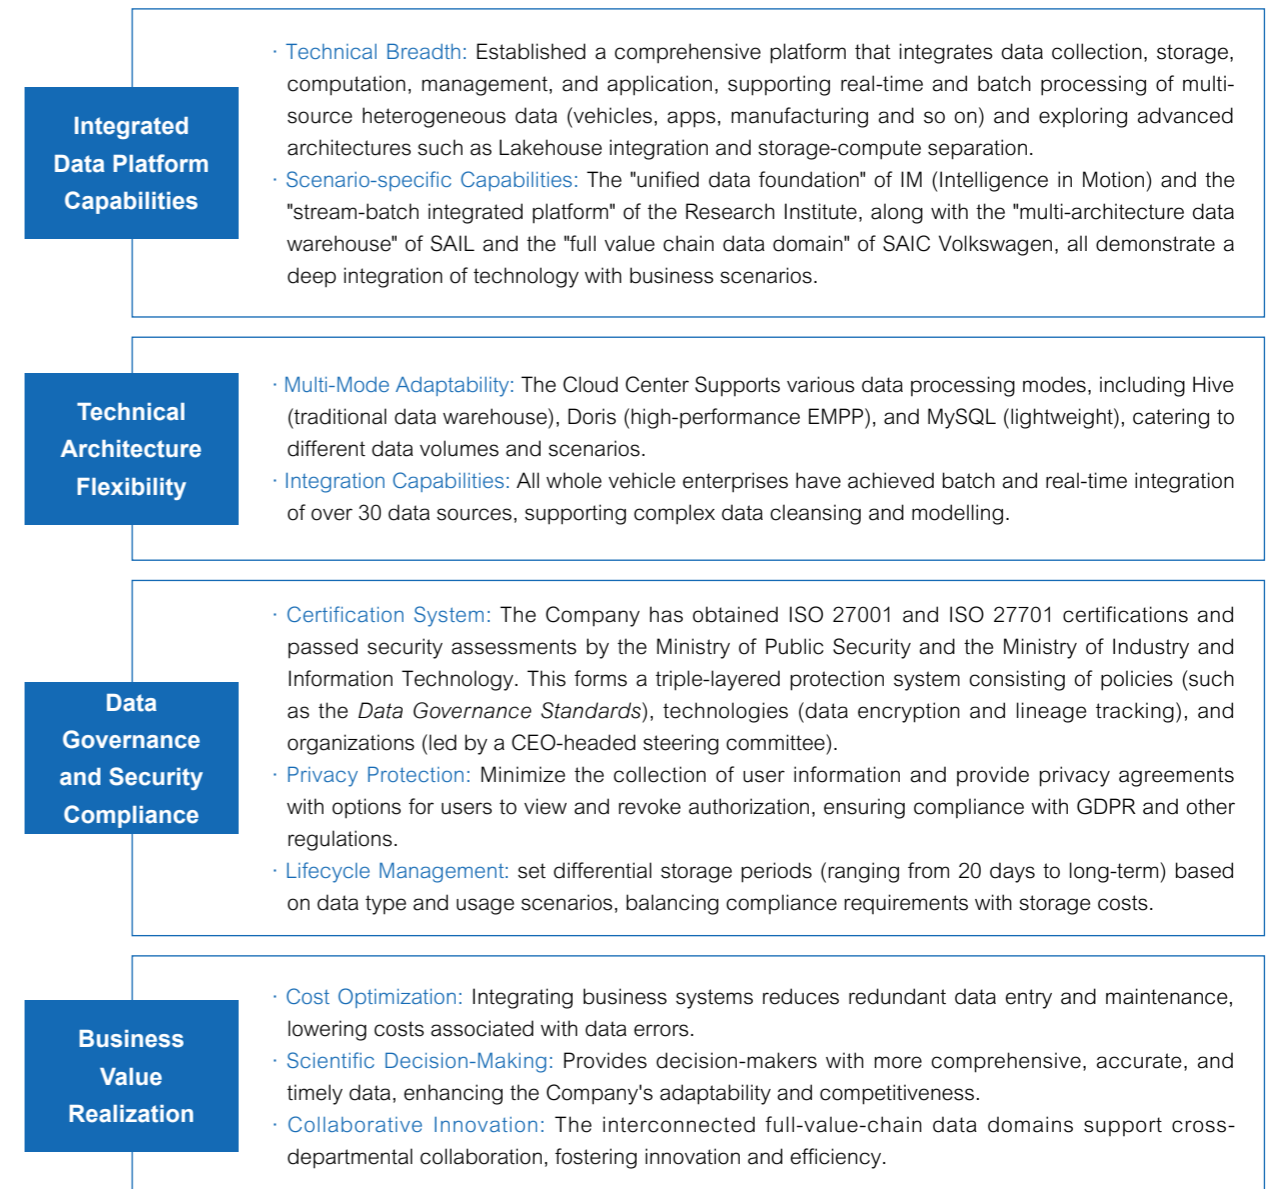 Integrated
Data Platform
Capabilities
· Technical Breadth: Established a comprehensive platform that integrates data collection, storage,
computation, management, and application, supporting real-time and batch processing of multi-
source heterogeneous data (vehicles, apps, manufacturing and so on) and exploring advanced
architectures such as Lakehouse integration and storage-compute separation.
· Scenario-specific Capabilities: The "unified data foundation" of IM (Intelligence in Motion) and the
"stream-batch integrated platform" of the Research Institute, along with the "multi-architecture data
warehouse" of SAIL and the "full value chain data domain" of SAIC Volkswagen, all demonstrate a
deep integration of technology with business scenarios.
Technical
Architecture
Flexibility
· Multi-Mode Adaptability: The Cloud Center Supports various data processing modes, including Hive
(traditional data warehouse), Doris (high-performance EMPP), and MySQL (lightweight), catering to
different data volumes and scenarios.
· Integration Capabilities: All whole vehicle enterprises have achieved batch and real-time integration
of over 30 data sources, supporting complex data cleansing and modelling.
Data
Governance
and Security
Compliance
· Certification System: The Company has obtained ISO 27001 and ISO 27701 certifications and
passed security assessments by the Ministry of Public Security and the Ministry of Industry and
Information Technology. This forms a triple-layered protection system consisting of policies (such
as the Data Governance Standards), technologies (data encryption and lineage tracking), and
organizations (led by a CEO-headed steering committee).
· Privacy Protection: Minimize the collection of user information and provide privacy agreements
with options for users to view and revoke authorization, ensuring compliance with GDPR and other
regulations.
· Lifecycle Management: set differential storage periods (ranging from 20 days to long-term) based
on data type and usage scenarios, balancing compliance requirements with storage costs.
Business
Value
Realization
· Cost Optimization: Integrating business systems reduces redundant data entry and maintenance,
lowering costs associated with data errors.
· Scientific Decision-Making: Provides decision-makers with more comprehensive, accurate, and
timely data, enhancing the Company's adaptability and competitiveness.
· Collaborative Innovation: The interconnected full-value-chain data domains support cross-
departmental collaboration, fostering innovation and efficiency.